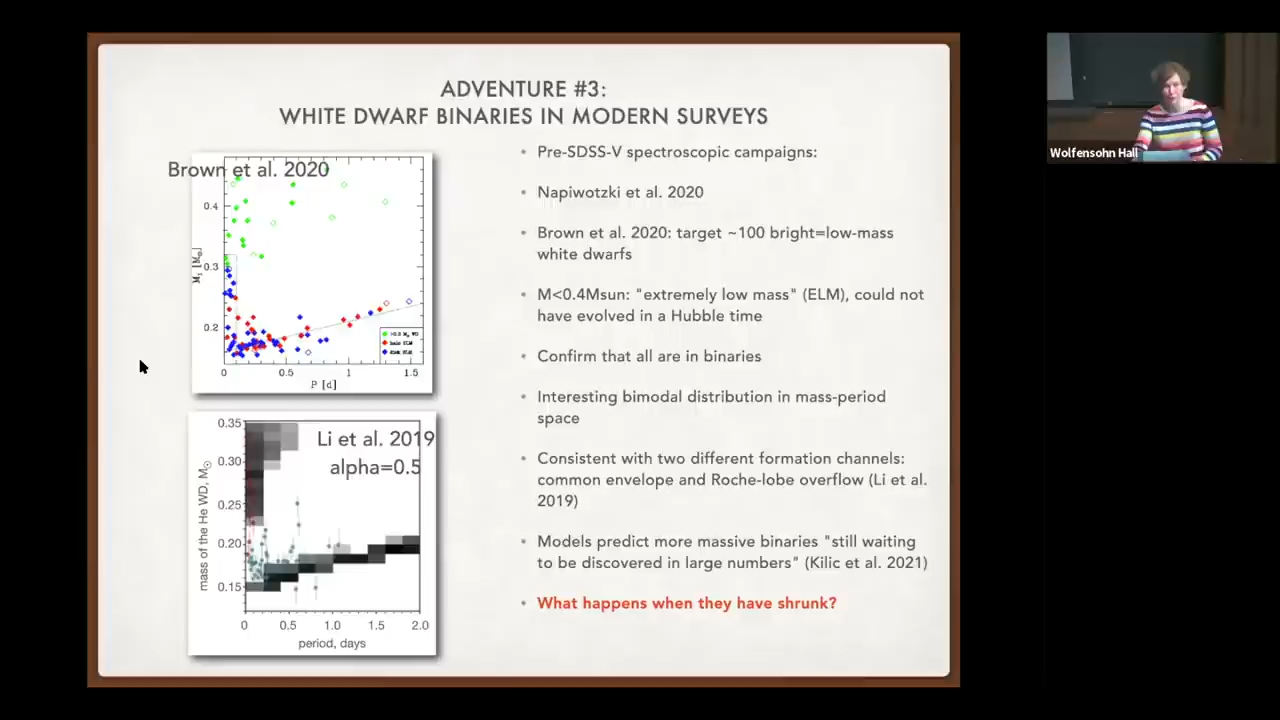 ADVENTURE #3:
WHITE DWARF BINARIES IN MODERN SURVEYS
Brown et al. 2020
0.4
0.3
0.2
0
0.5
1
1.5
P [d]
Li et al. 2019
alpha=0.5
mass of the He WD, M⊙
0.35
0.30
0.25
0.20
0.15
0
0.5
1.0
1.5
2.0
period, days
• Pre-SDSS-V spectroscopic campaigns:
• Napiwotzki et al. 2020
• Brown et al. 2020: target ~100 bright=low-mass
white dwarfs
• M<0.4Msun: "extremely low mass" (ELM), could not
have evolved in a Hubble time
• Confirm that all are in binaries
• Interesting bimodal distribution in mass-period
space
• Consistent with two different formation channels:
common envelope and Roche-lobe overflow (Li et al.
2019)
• Models predict more massive binaries "still waiting
to be discovered in large numbers" (Kilic et al. 2021)
• What happens when they have shrunk?
Wolfensohn Hall